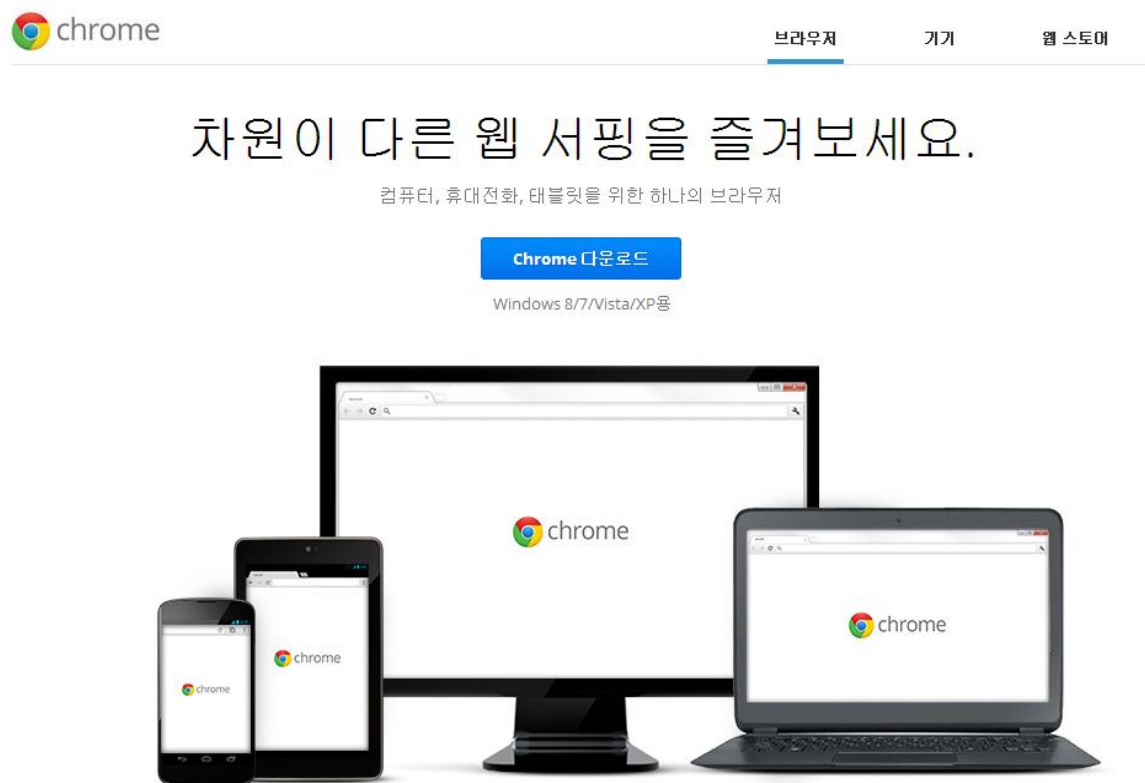 chrome
브라우저 기기 웹 스토어
차원이 다른 웹 서핑을 즐겨보세요.
컴퓨터, 휴대전화, 태블릿을 위한 하나의 브라우저
Chrome 다운로드
Windows 8/7/Vista/XP용
chrome
chrome
chrome
chrome